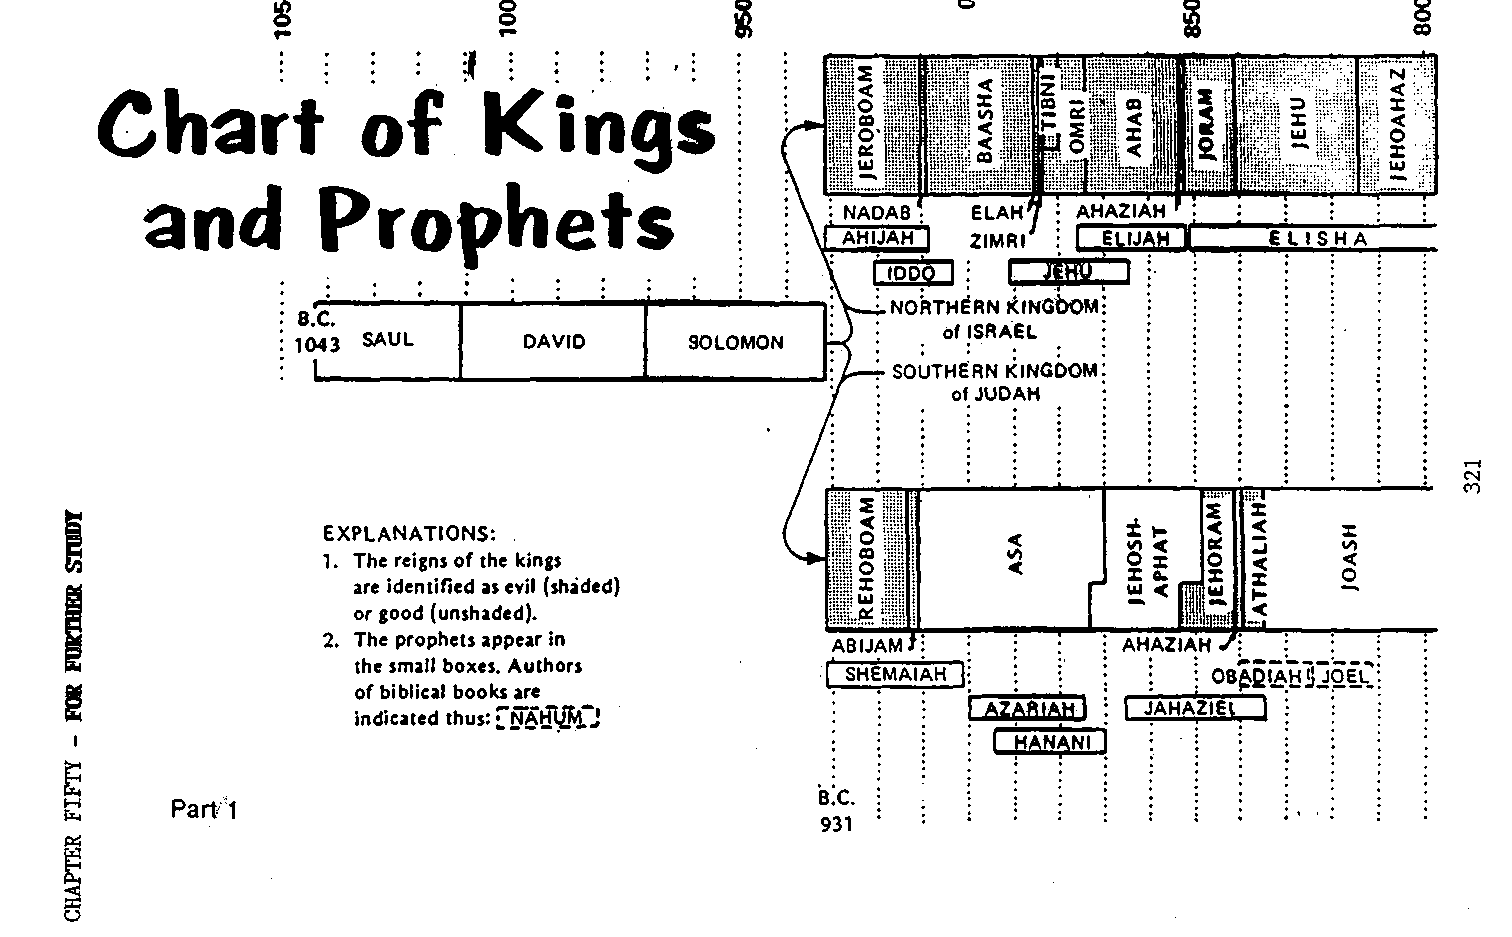 105
100
950
0
850
800
Chart of Kings
and Prophets
JEROBOAM
BAASHA
TIBNI
OMRI
AHAB
JORAM
JEHU
JEHOAHAZ
NADAB
ELAH
AHAZIAH
AHIJAH
ZIMRI
ELIJAH
ELISHA
IDDO
JEHU
NORTHERN KINGDOM
of ISRAEL
B.C.
1043
SAUL
DAVID
SOLOMON
SOUTHERN KINGDOM
of JUDAH
321
REHOBOAM
ASA
JEHOSH-
APHAT
JEHORAM
ATHALIAH
JOASH
EXPLANATIONS:
1. The reigns of the kings
are identified as evil (shaded)
or good (unshaded).
2. The prophets appear in
the small boxes. Authors
of biblical books are
indicated thus: NAHUM
ABIJAM
AHAZIAH
SHEMAIAH
OBADIAH
JOEL
AZARIAH
JAHAZIEL
HANANI
B.C.
931
Part 1
CHAPTER FIFTY - FOR FURTHER STUDY